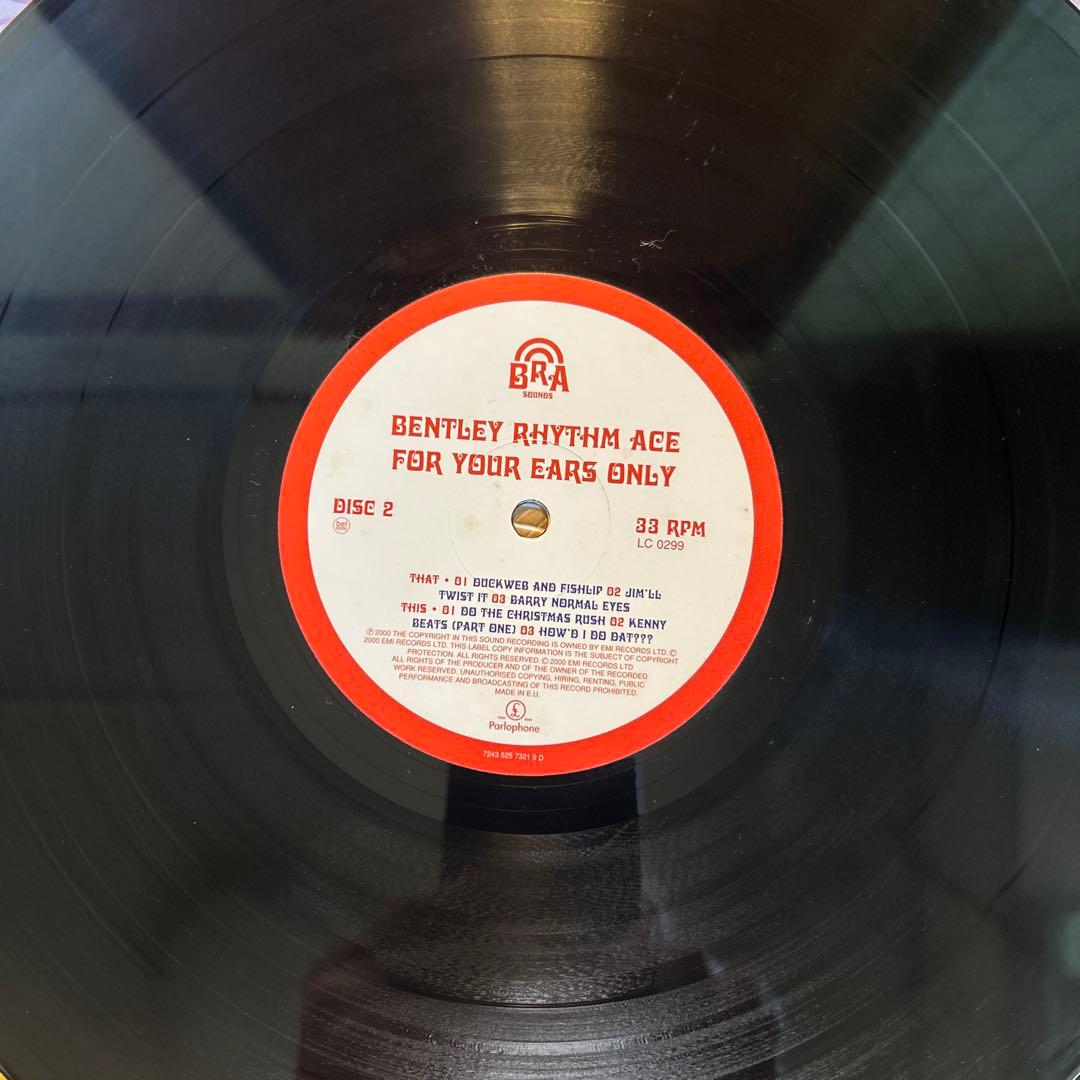 BRA
SOUNDS
BENTLEY RHYTHM ACE
FOR YOUR EARS ONLY
DISC 2
33 RPM
LC 0299
THAT • 01 DUCKWEB AND FISHLIP 02 JIM'LL
TWIST IT 03 BARRY NORMAL EYES
THIS • 01 DO THE CHRISTMAS RUSH 02 KENNY
BEATS (PART ONE) 03 HOW'D I DO DAT???
℗ 2000 THE COPYRIGHT IN THIS SOUND RECORDING IS OWNED BY EMI RECORDS LTD. ©
2000 EMI RECORDS LTD. THIS LABEL COPY INFORMATION IS THE SUBJECT OF COPYRIGHT
PROTECTION. ALL RIGHTS RESERVED. © 2000 EMI RECORDS LTD
ALL RIGHTS OF THE PRODUCER AND OF THE OWNER OF THE RECORDED
WORK RESERVED. UNAUTHORISED COPYING, HIRING, RENTING, PUBLIC
PERFORMANCE AND BROADCASTING OF THIS RECORD PROHIBITED.
MADE IN E.U.
£
Parlophone
7243 525 7321 9 D